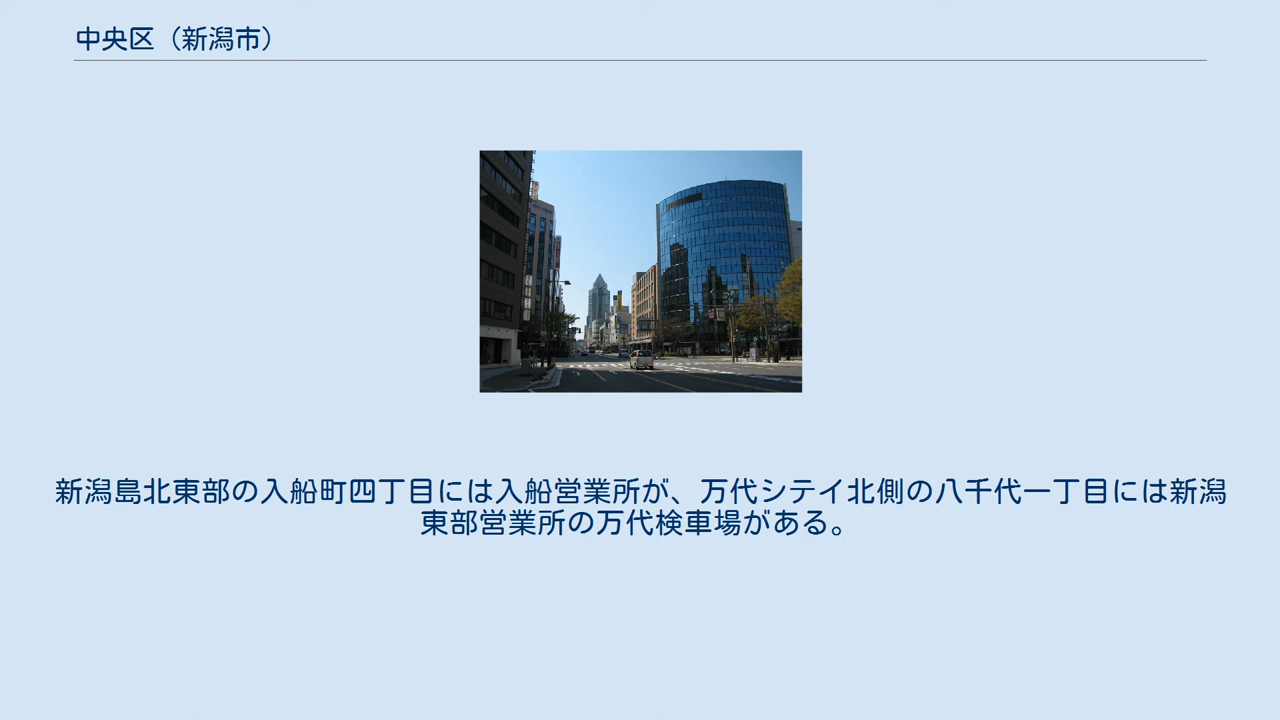 中央区（新潟市）
新潟島北東部の入船町四丁目には入船営業所が、万代シテイ北側の八千代一丁目には新潟
東部営業所の万代検車場がある。